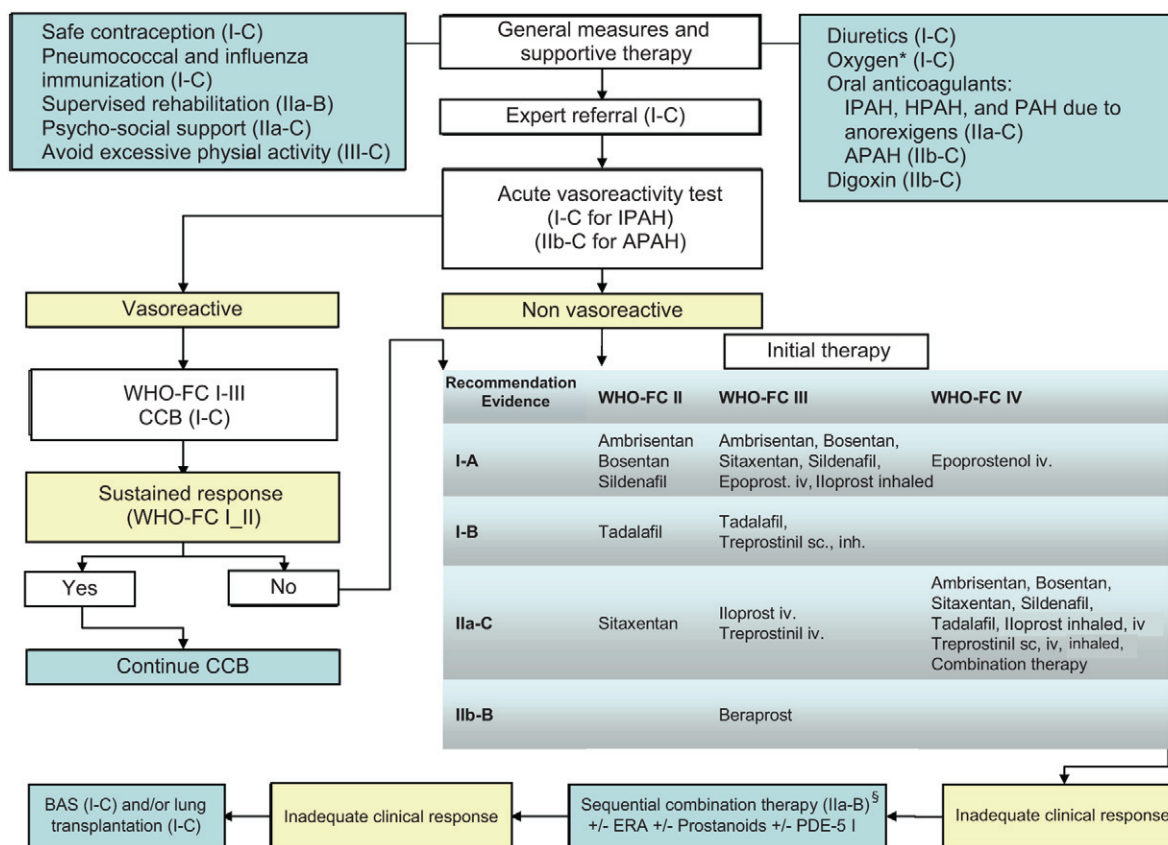 Safe contraception (I-C)
Pneumococcal and influenza
immunization (I-C)
Supervised rehabilitation (IIa-B)
Psycho-social support (IIa-C)
Avoid excessive physial activity (III-C)
General measures and
supportive therapy
Diuretics (I-C)
Oxygen* (I-C)
Oral anticoagulants:
IPAH, HPAH, and PAH due to
anorexigens (IIa-C)
APAH (IIb-C)
Digoxin (IIb-C)
Expert referral (I-C)
Acute vasoreactivity test
(I-C for IPAH)
(IIb-C for APAH)
Vasoreactive
Non vasoreactive
WHO-FC I-III
CCB (I-C)
Sustained response
(WHO-FC I_II)
Yes
No
Continue CCB
Initial therapy
Recommendation
Evidence
WHO-FC II
WHO-FC III
WHO-FC IV
I-A
Ambrisentan
Bosentan
Sildenafil
Ambrisentan, Bosentan,
Sitaxentan, Sildenafil,
Epoprost. iv, Iloprost inhaled
Epoprostenol iv.
I-B
Tadalafil
Tadalafil,
Treprostinil sc., inh.
IIa-C
Sitaxentan
Iloprost iv.
Treprostinil iv.
Ambrisentan, Bosentan,
Sitaxentan, Sildenafil,
Tadalafil, Iloprost inhaled, iv
Treprostinil sc, iv, inhaled,
Combination therapy
IIb-B
Beraprost
BAS (I-C) and/or lung
transplantation (I-C)
Inadequate clinical response
Sequential combination therapy (IIa-B)§
+/- ERA +/- Prostanoids +/- PDE-5 I
Inadequate clinical response